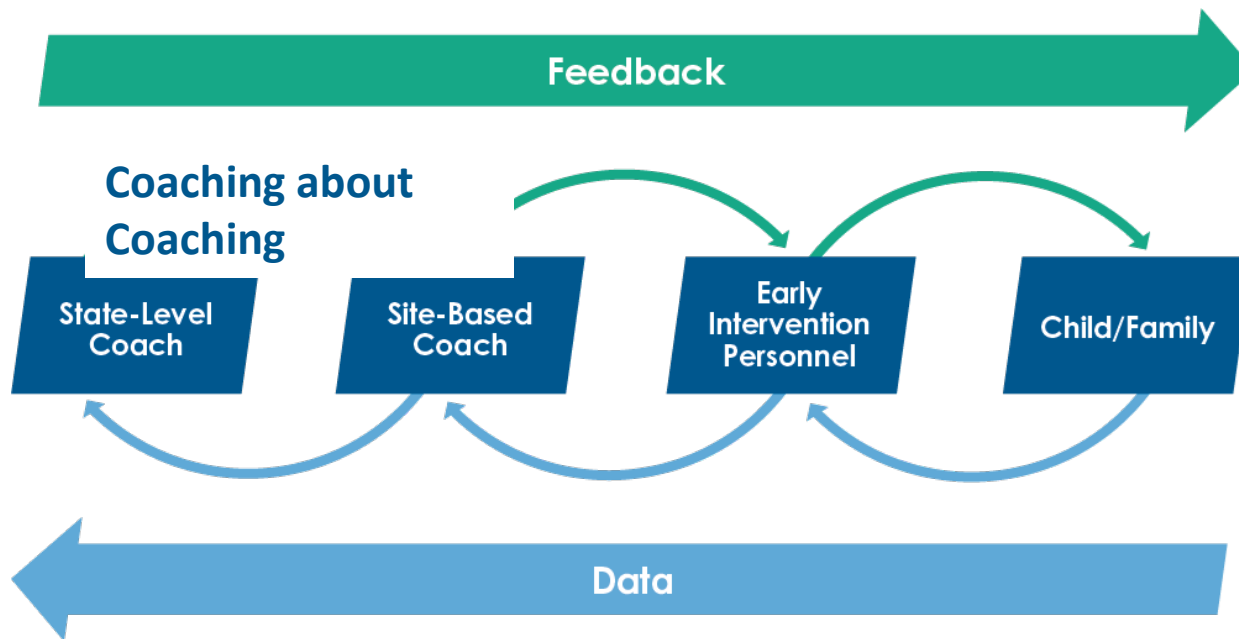 Feedback
Coaching about
Coaching
State-Level
Coach
Site-Based
Coach
Early
Intervention
Personnel
Child/Family
Data